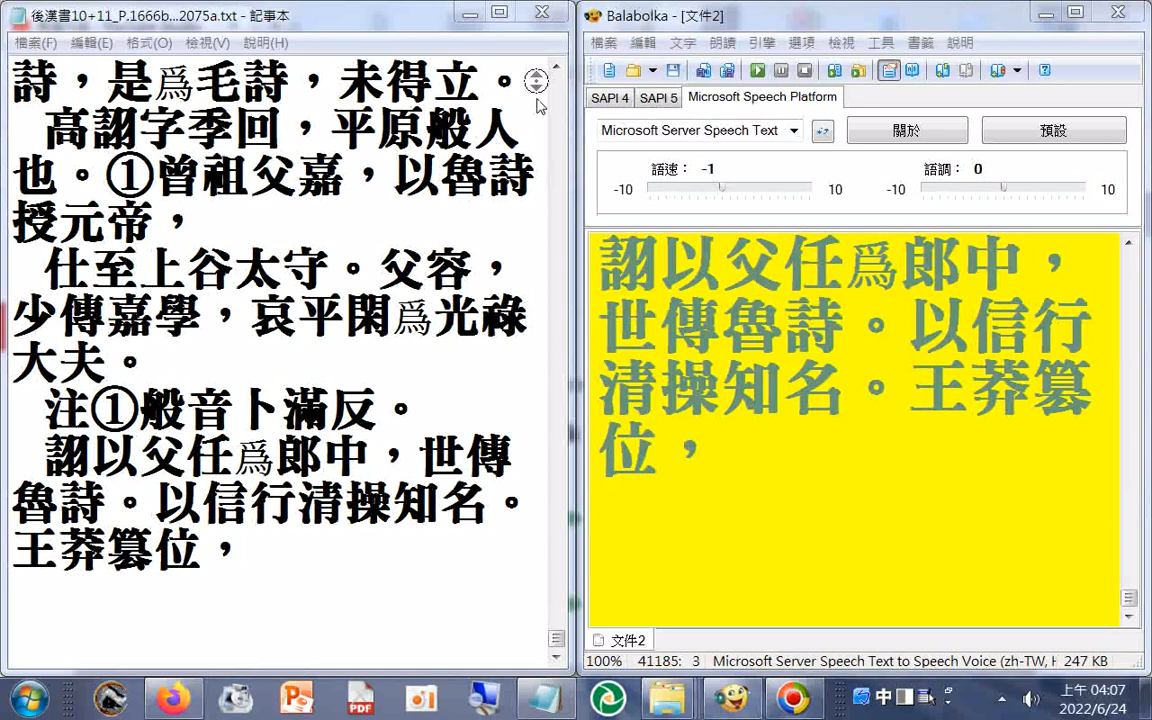 後漢書10+11_P.1666b...2075a.txt - 記事本
檔案(F) 編輯(E) 格式(O) 檢視(V) 說明(H)
詩，是爲毛詩，未得立。
高詡字季回，平原般人
也。①曾祖父嘉，以魯詩
授元帝，
仕至上谷太守。父容，
少傳嘉學，哀平閑爲光祿
大夫。
注①般音卜滿反。
詡以父任爲郎中，世傳
魯詩。以信行清操知名。
王莽篡位，
Balabolka - [文件2]
檔案 編輯 文字 朗讀 引擎 選項 檢視 工具 書籤 說明
SAPI 4 SAPI 5 Microsoft Speech Platform
Microsoft Server Speech Text 關於 預設
語速： -1 語調： 0
-10 10 -10 10
詡以父任爲郎中，
世傳魯詩。以信行
清操知名。王莽篡
位，
文件2
100% 41185: 3 Microsoft Server Speech Text to Speech Voice (zh-TW, H 247 KB
中
上午 04:07
2022/6/24